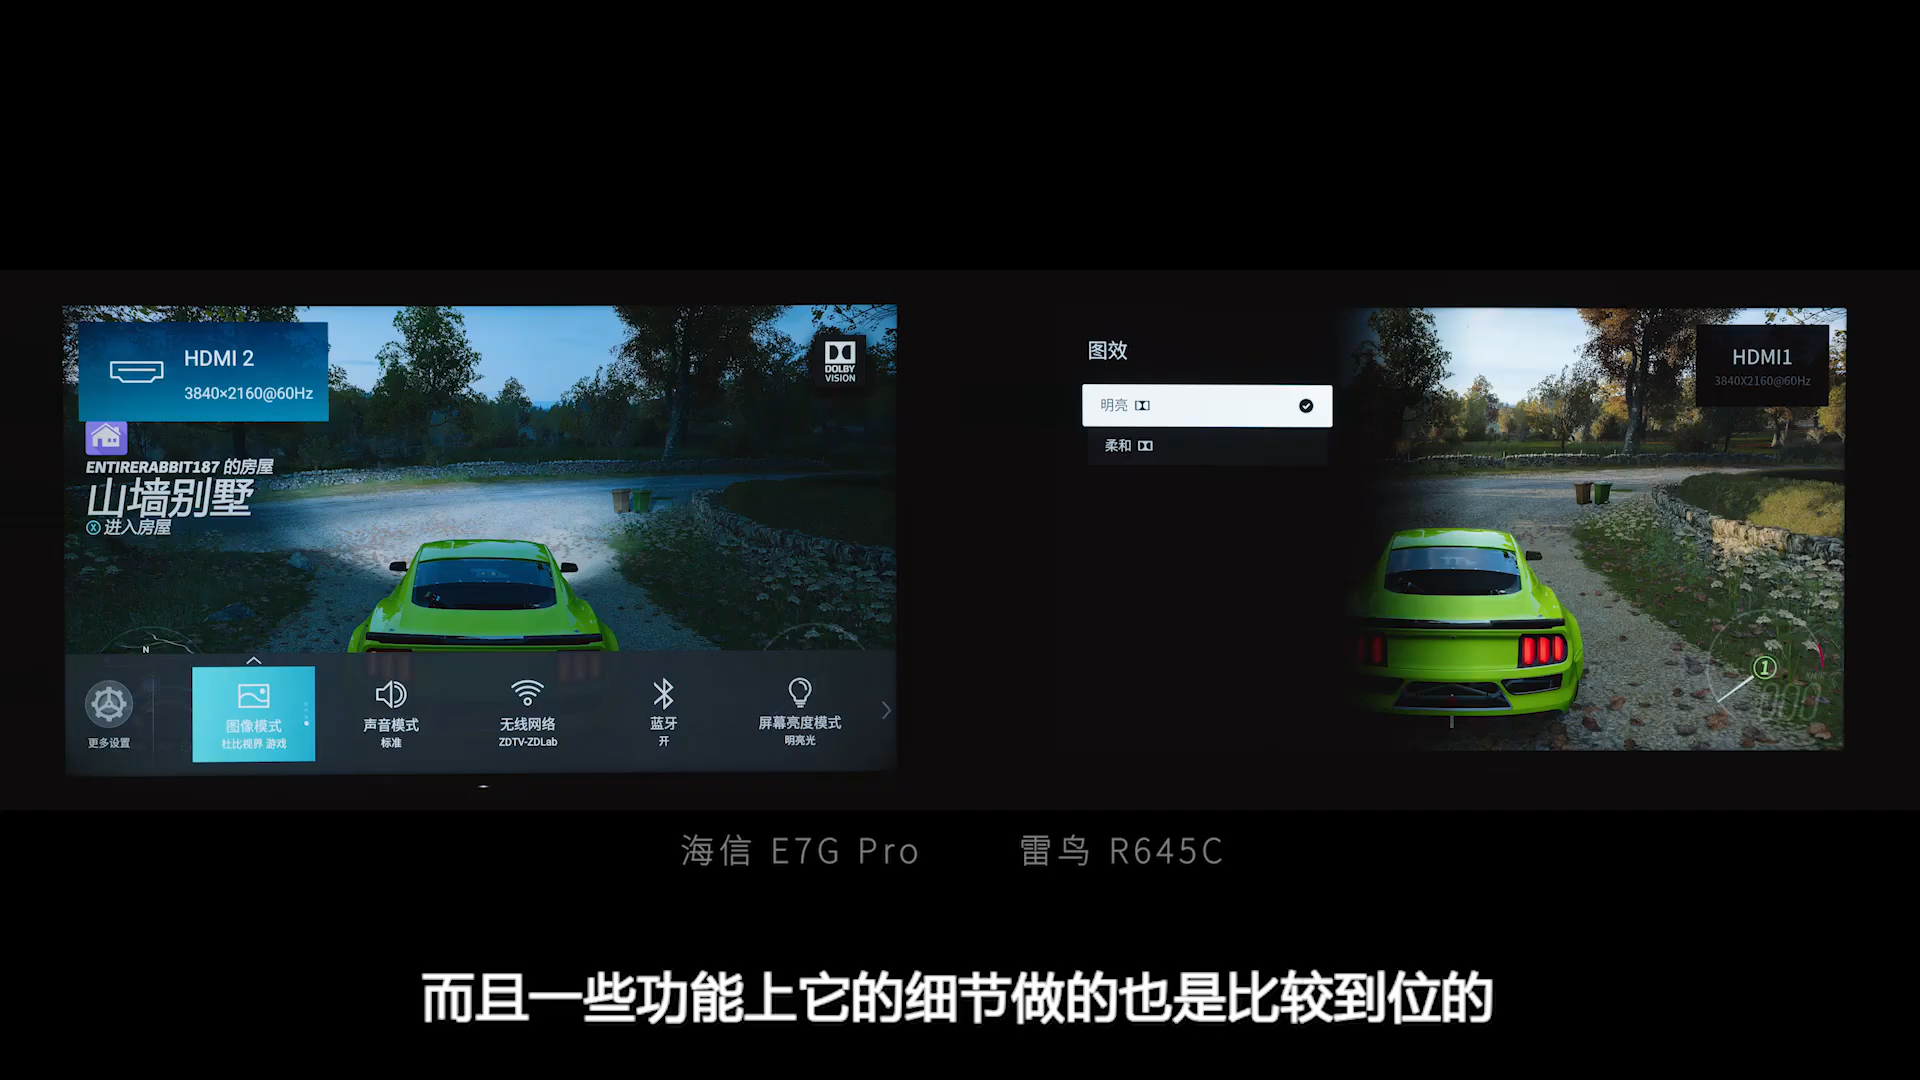 HDMI 2
3840×2160@60Hz
DOLBY
VISION
ENTIRERABBIT187 的房屋
山墙别墅
X 进入房屋
N
更多设置
图像模式
杜比视界 游戏
声音模式
标准
无线网络
ZDTV-ZDLab
蓝牙
开
屏幕亮度模式
明亮光
图效
明亮
柔和
HDMI1
3840X2160@60Hz
1
000
海信 E7G Pro
雷鸟 R645C
而且一些功能上它的细节做的也是比较到位的